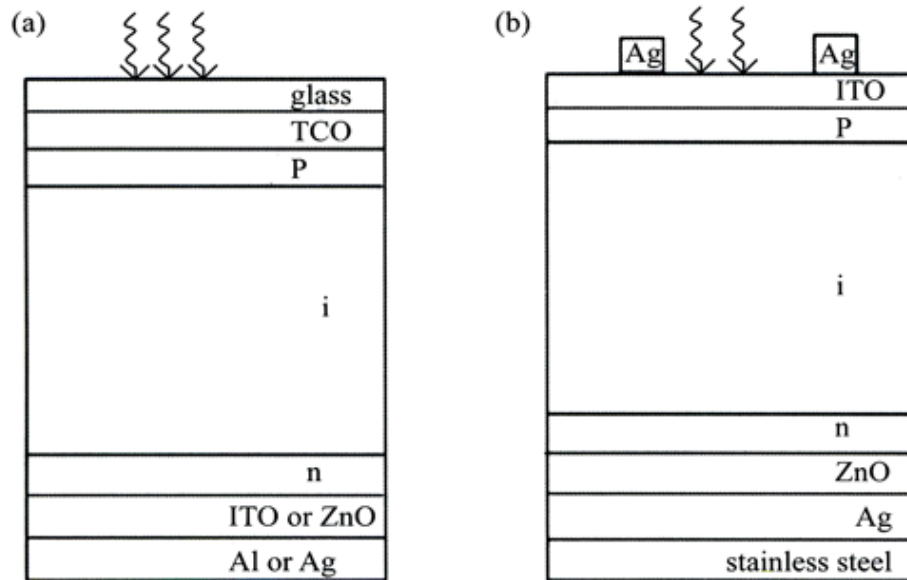 (a)
glass
TCO
P
i
n
ITO or ZnO
Al or Ag
(b)
Ag
Ag
ITO
P
i
n
ZnO
Ag
stainless steel